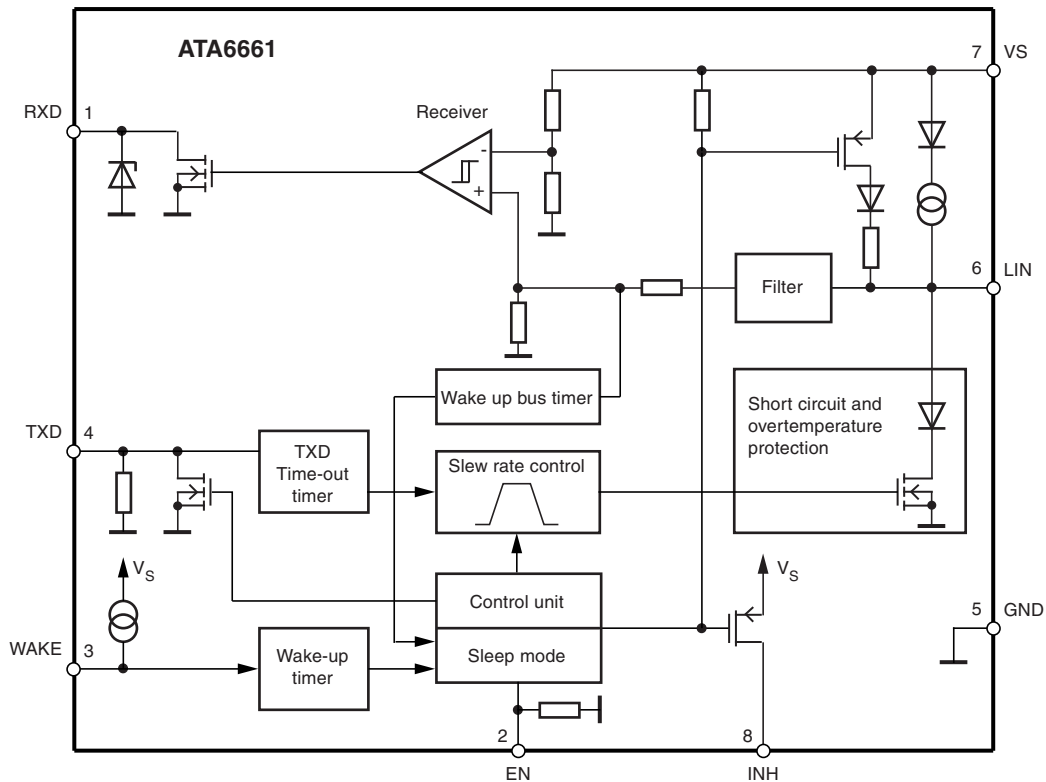 ATA6661
7
VS
RXD
1
Receiver
-
+
6
LIN
Filter
Wake up bus timer
Short circuit and
overtemperature
protection
TXD
4
TXD
Time-out
timer
Slew rate control
VS
VS
Control unit
5
GND
WAKE
3
Wake-up
timer
Sleep mode
2
EN
8
INH